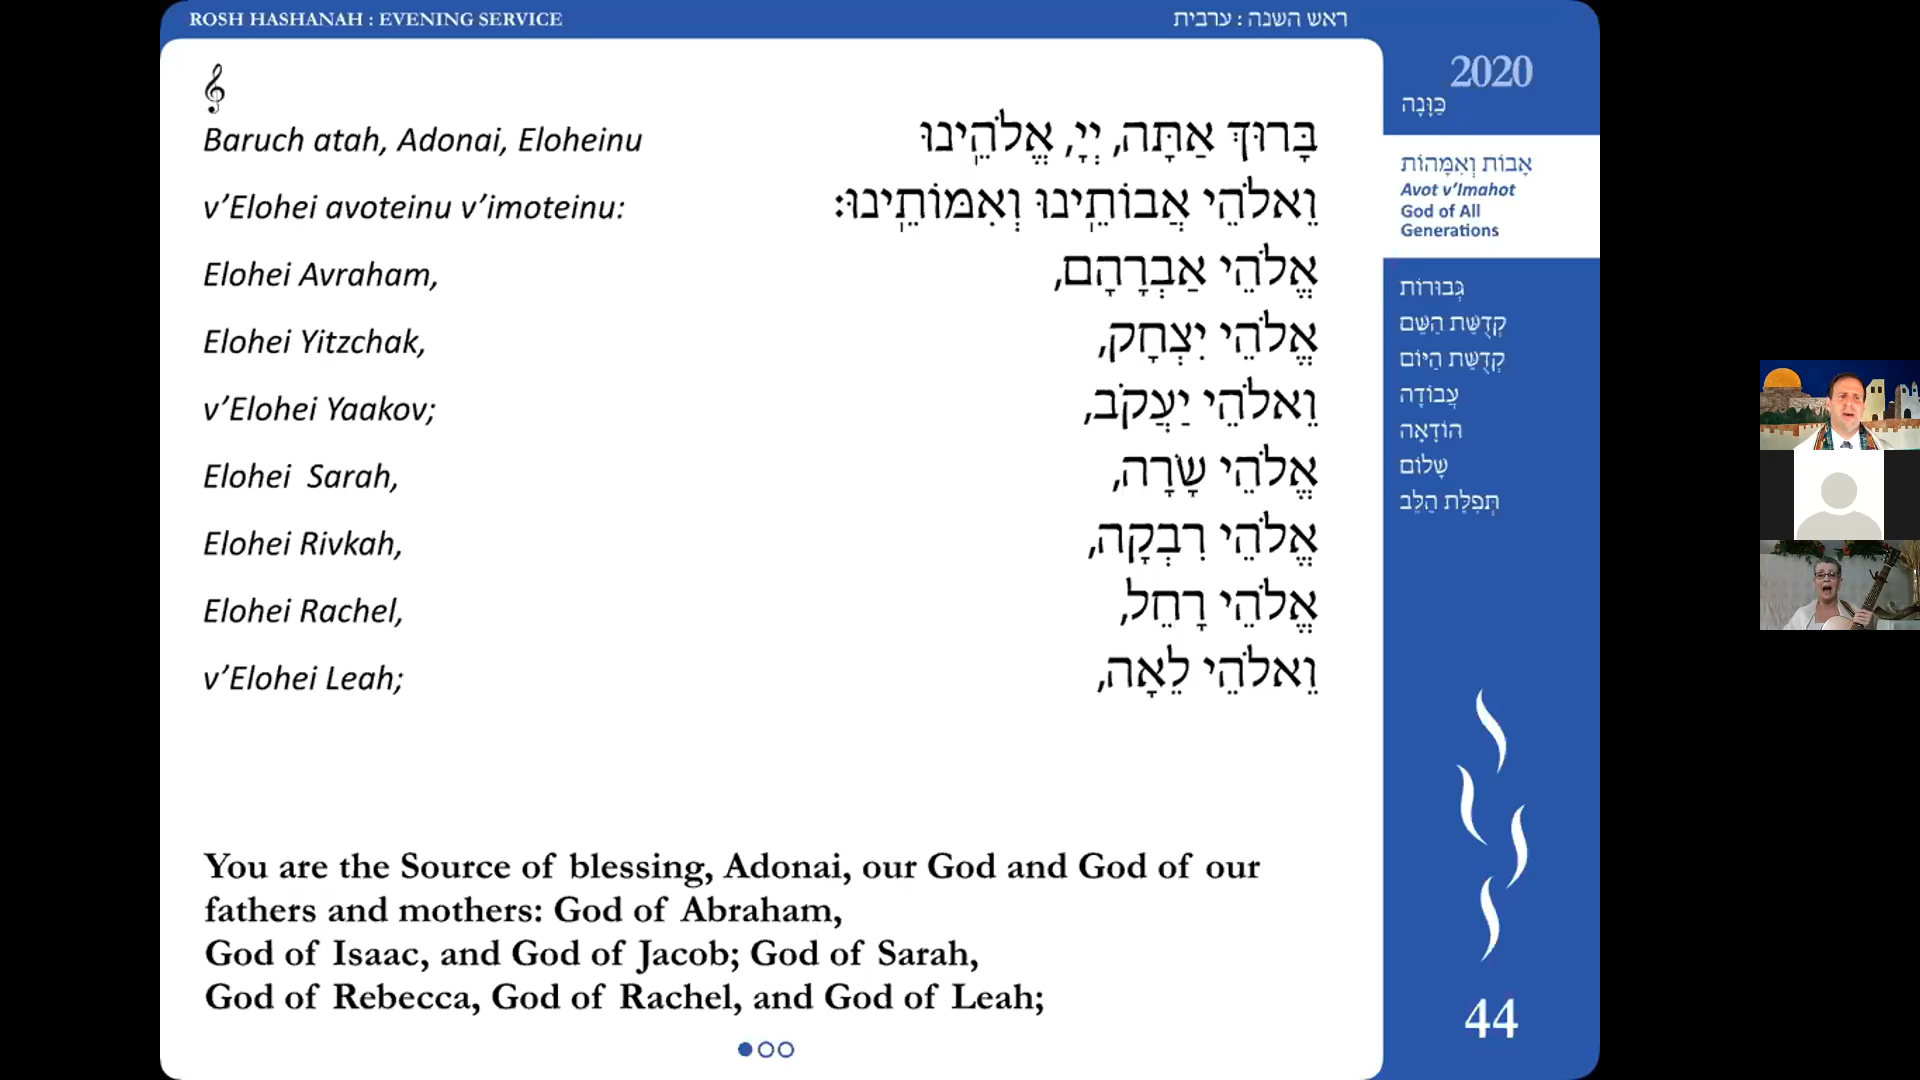 ROSH HASHANAH : EVENING SERVICE
ראש השנה : ערבית
Baruch atah, Adonai, Eloheinu
v’Elohei avoteinu v’imoteinu:
Elohei Avraham,
Elohei Yitzchak,
v’Elohei Yaakov;
Elohei Sarah,
Elohei Rivkah,
Elohei Rachel,
v’Elohei Leah;
בָּרוּךְ אַתָּה, יְיָ, אֱלֹהֵֽינוּ
וֵאלֹהֵי אֲבוֹתֵֽינוּ וְאִמּוֹתֵֽינוּ:
אֱלֹהֵי אַבְרָהָם,
אֱלֹהֵי יִצְחָק,
וֵאלֹהֵי יַעֲקֹב,
אֱלֹהֵי שָׂרָה,
אֱלֹהֵי רִבְקָה,
אֱלֹהֵי רָחֵל,
וֵאלֹהֵי לֵאָה,
You are the Source of blessing, Adonai, our God and God of our
fathers and mothers: God of Abraham,
God of Isaac, and God of Jacob; God of Sarah,
God of Rebecca, God of Rachel, and God of Leah;
2020
כַּוָּנָה
אָבוֹת וְאִמָּהוֹת
Avot v’Imahot
God of All
Generations
גְּבוּרוֹת
קְדֻשַּׁת הַשֵּׁם
קְדֻשַּׁת הַיּוֹם
עֲבוֹדָה
הוֹדָאָה
שָׁלוֹם
תְּפִלַּת הַלֵּב
44